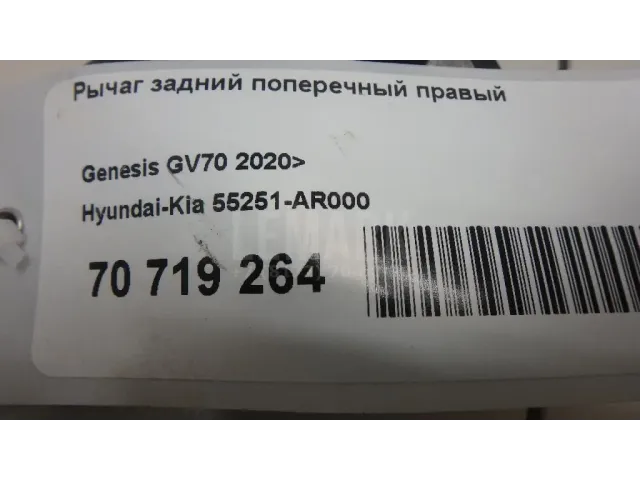 Рычаг задний поперечный правый
Genesis GV70 2020>
Hyundai-Kia 55251-AR000
70 719 264